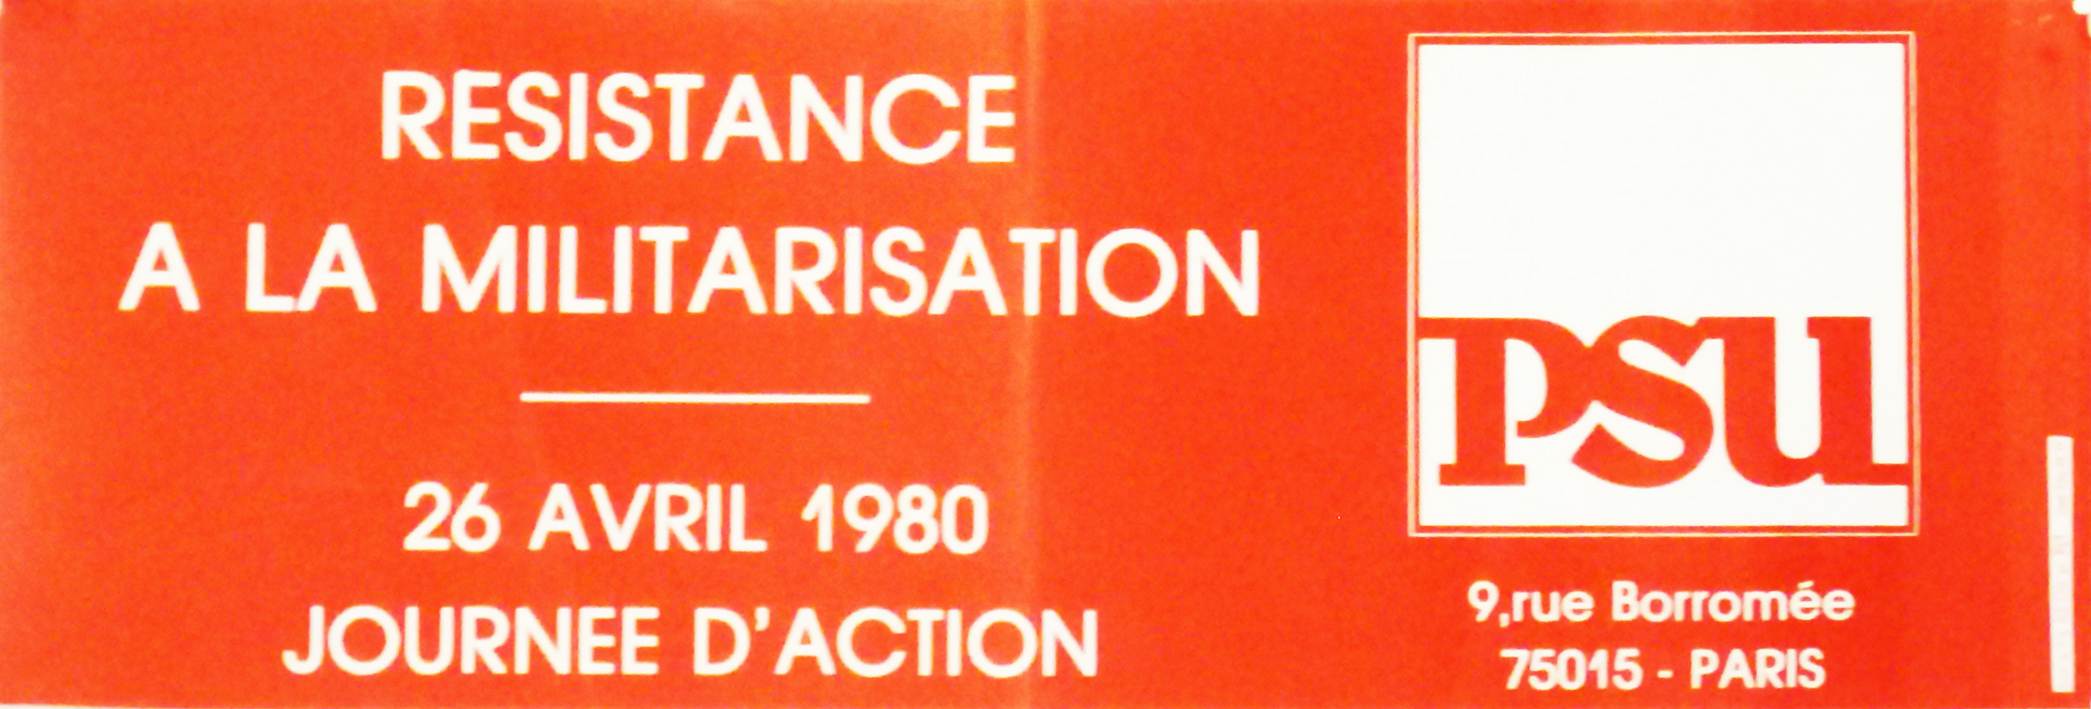 RESISTANCE
A LA MILITARISATION
26 AVRIL 1980
JOURNEE D'ACTION
psu
9,rue Borromée
75015 - PARIS